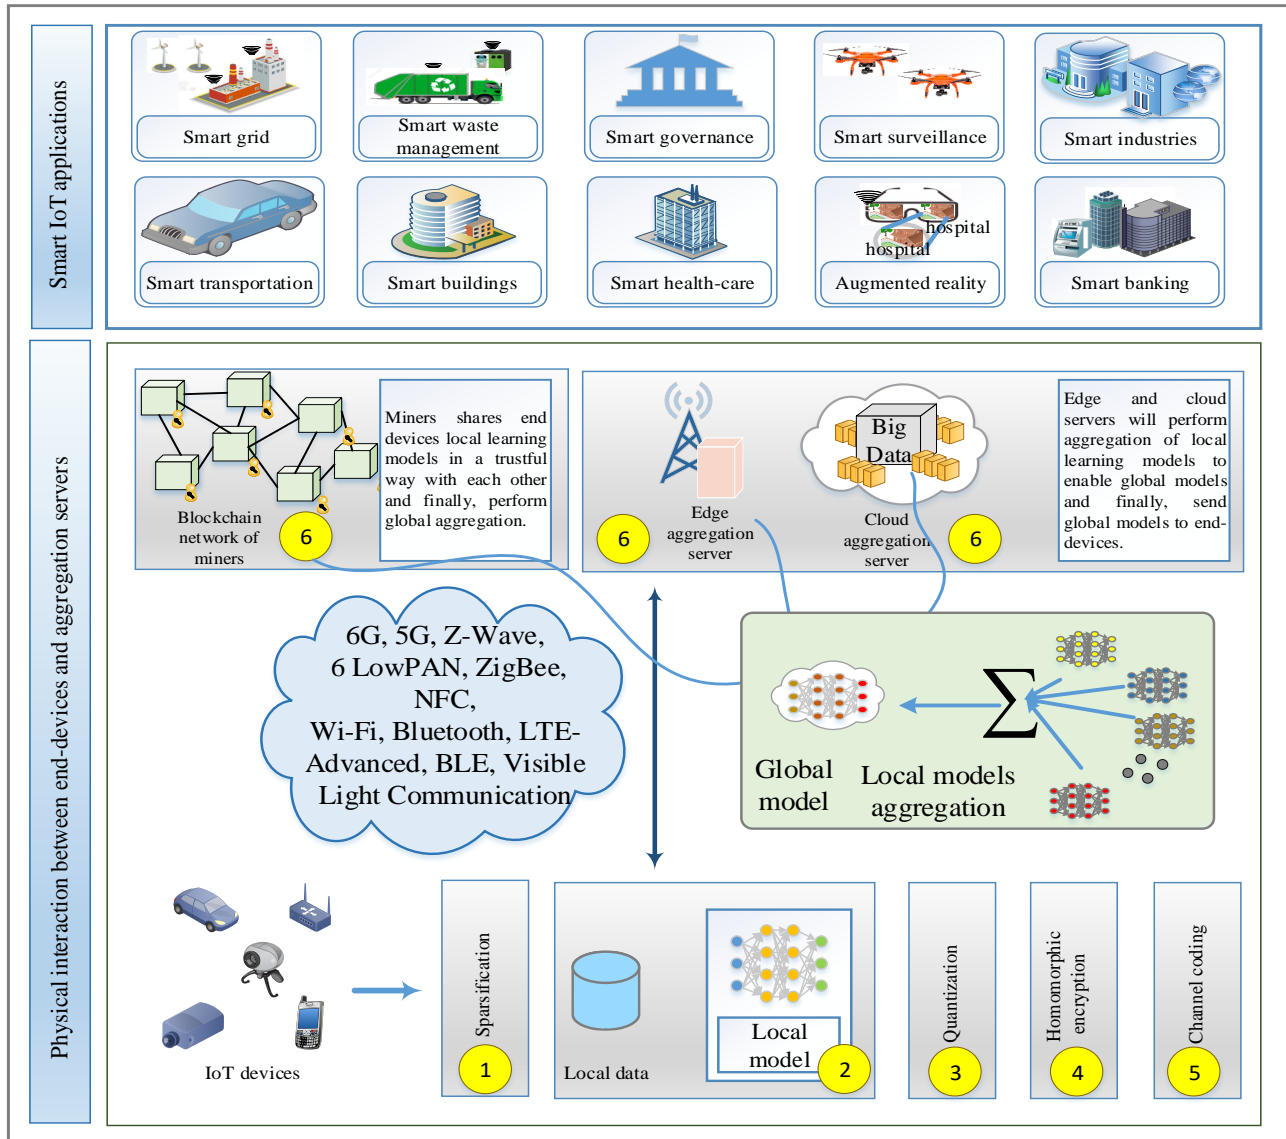 Smart IoT applications
Smart grid
Smart waste
management
Smart governance
Smart surveillance
Smart industries
Smart transportation
Smart buildings
Smart health-care
hospital
hospital
Augmented reality
Smart banking
Physical interaction between end-devices and aggregation servers
Blockchain
network of
miners
6
Miners shares end
devices local learning
models in a trustful
way with each other
and finally, perform
global aggregation.
6
Edge
aggregation
server
Big
Data
Cloud
aggregation
server
6
Edge and cloud
servers will perform
aggregation of local
learning models to
enable global models
and finally, send
global models to end-
devices.
6G, 5G, Z-Wave,
6 LowPAN, ZigBee,
NFC,
Wi-Fi, Bluetooth, LTE-
Advanced, BLE, Visible
Light Communication
Σ
Global
model
Local models
aggregation
IoT devices
Sparsification
1
Local data
Local
model
2
Quantization
3
Homomorphic
encryption
4
Channel coding
5